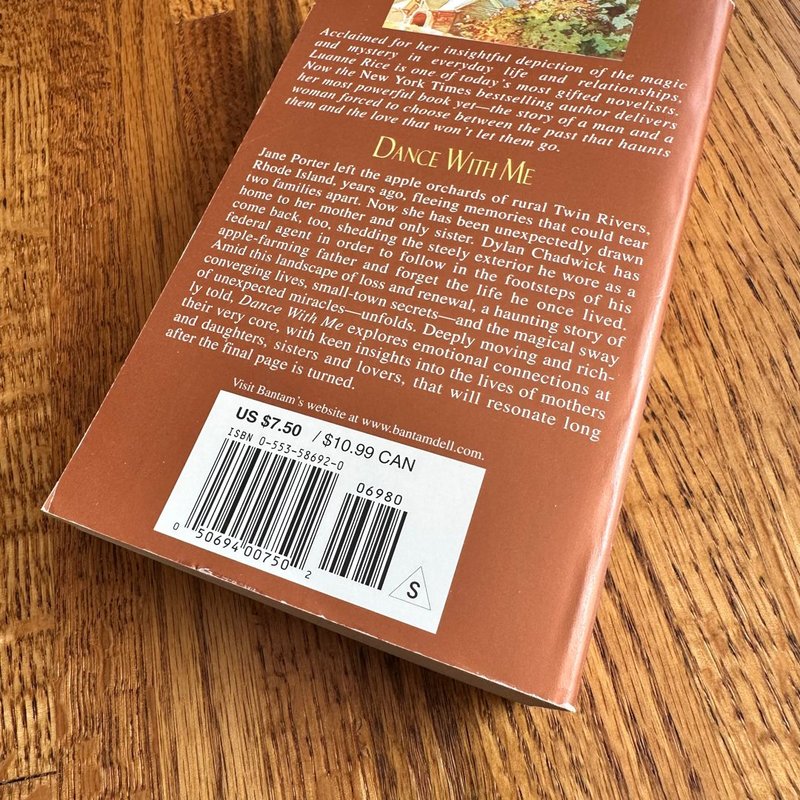 Acclaimed for her insightful depiction of the magic
and mystery in everyday life and relationships,
Luanne Rice is one of today's most gifted novelists.
Now the New York Times bestselling author delivers
her most powerful book yet—the story of a man and a
woman forced to choose between the past that haunts
them and the love that won't let them go.
DANCE WITH ME
Jane Porter left the apple orchards of rural Twin Rivers,
Rhode Island, years ago, fleeing memories that could tear
two families apart. Now she has been unexpectedly drawn
home to her mother and only sister. Dylan Chadwick has
come back, too, shedding the steely exterior he wore as a
federal agent in order to follow in the footsteps of his
apple-farming father and forget the life he once lived.
Amid this landscape of loss and renewal, a haunting story of
converging lives, small-town secrets—and the magical sway
of unexpected miracles—unfolds. Deeply moving and rich-
ly told, Dance With Me explores emotional connections at
their very core, with keen insights into the lives of mothers
and daughters, sisters and lovers, that will resonate long
after the final page is turned.
Visit Bantam's website at www.bantamdell.com.
US $7.50 / $10.99 CAN
ISBN 0-553-58692-0
06980
0 50694 00750 2
S